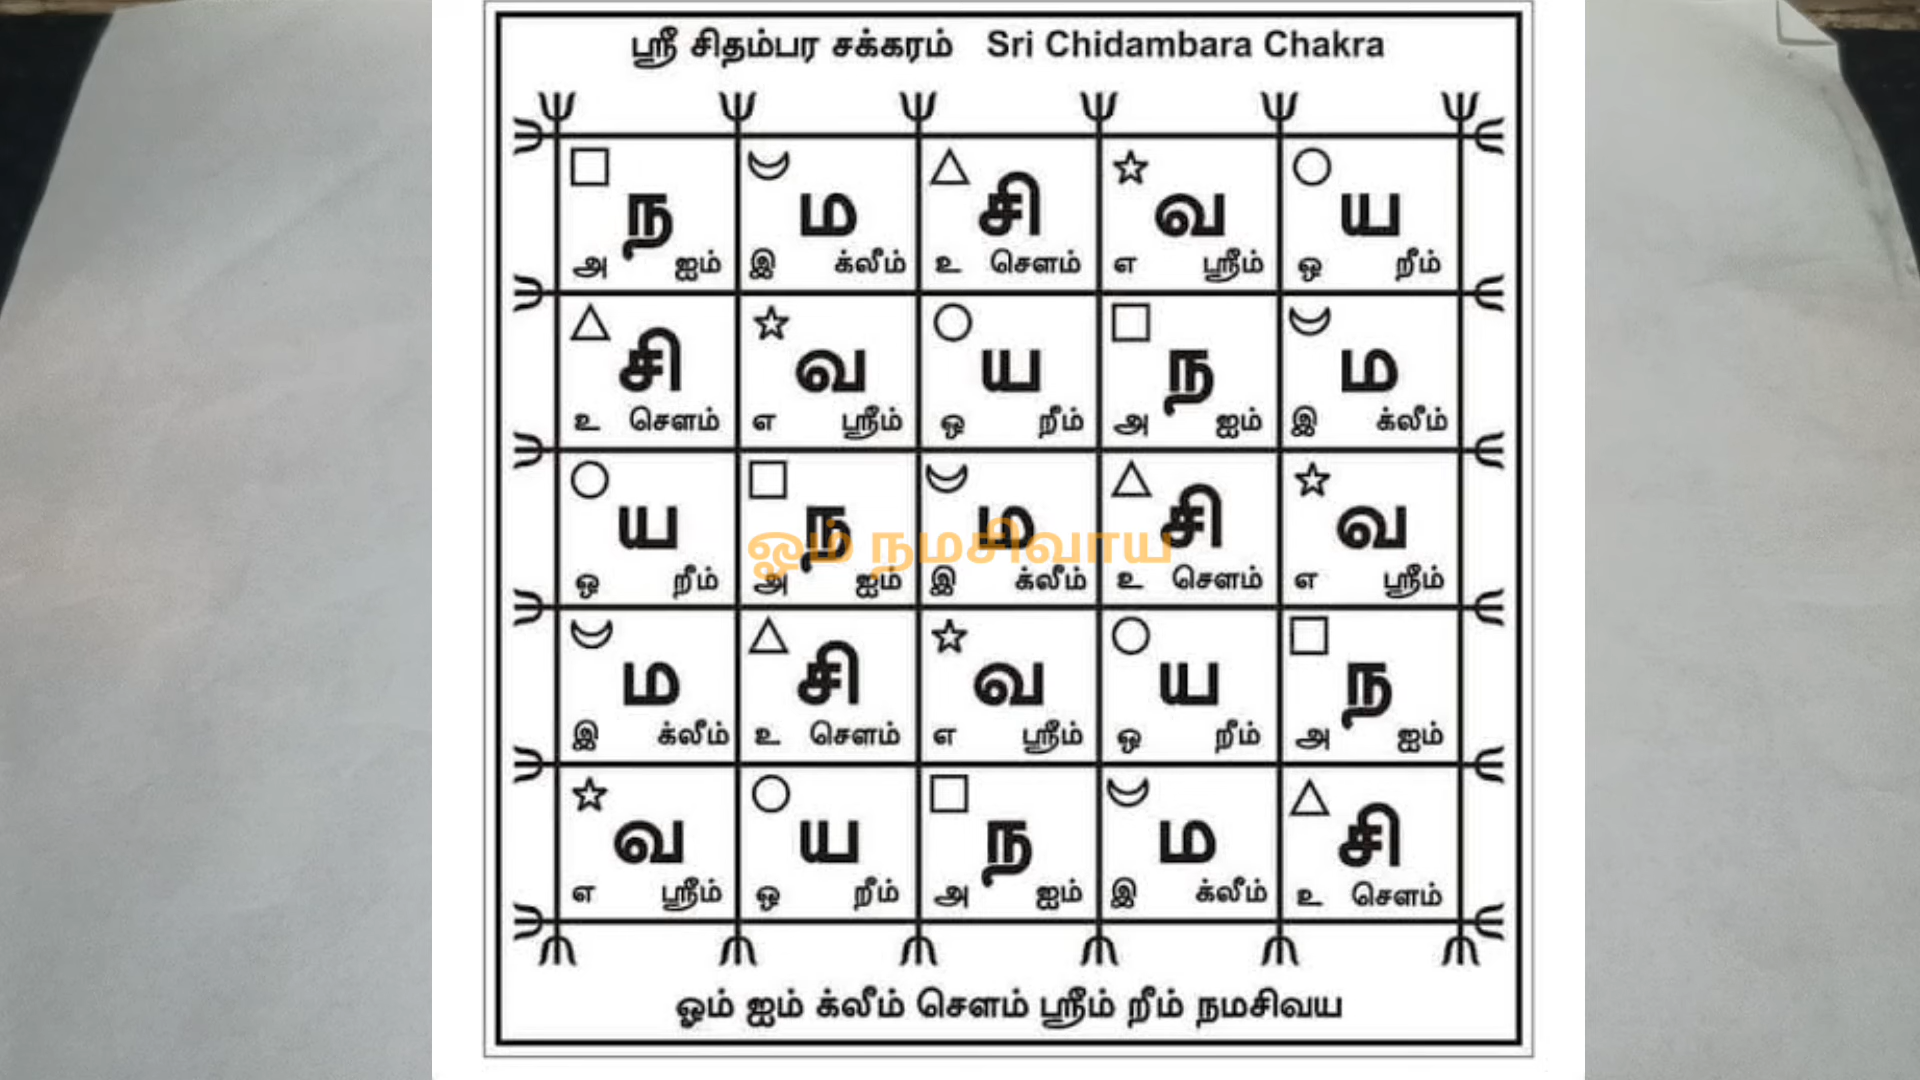 ஸ்ரீ சிதம்பர சக்கரம் Sri Chidambara Chakra
ந ம சி வ ய
அ ஐம் இ க்லீம் உ சௌம் எ ஸ்ரீம் ஒ றீம்
சி வ ய ந ம
உ சௌம் எ ஸ்ரீம் ஒ றீம் அ ஐம் இ க்லீம்
ய ந ம சி வ
ஓம் நமசிவாய
ஒ றீம் அ ஐம் இ க்லீம் உ சௌம் எ ஸ்ரீம்
ம சி வ ய ந
இ க்லீம் உ சௌம் எ ஸ்ரீம் ஒ றீம் அ ஐம்
வ ய ந ம சி
எ ஸ்ரீம் ஒ றீம் அ ஐம் இ க்லீம் உ சௌம்
ஓம் ஐம் க்லீம் சௌம் ஸ்ரீம் றீம் நமசிவய